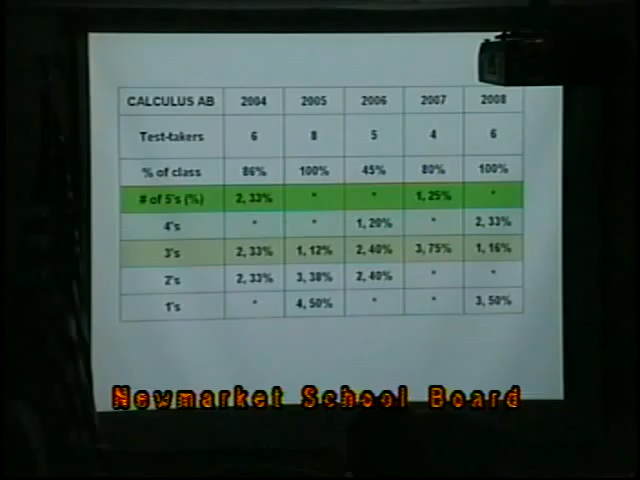 CALCULUS AB 2004 2005 2006 2007 2008
Test-takers 6 8 5 4 6
% of class 86% 100% 45% 80% 100%
# of 5's (%) 2, 33% * * 1, 25% *
4's * * 1, 20% * 2, 33%
3's 2, 33% 1, 12% 2, 40% 3, 75% 1, 16%
2's 2, 33% 3, 38% 2, 40% * *
1's * 4, 50% * * 3, 50%
Newmarket School Board